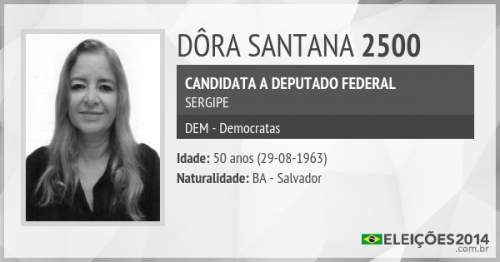 DÔRA SANTANA 2500
CANDIDATA A DEPUTADO FEDERAL
SERGIPE
DEM - Democratas
Idade: 50 anos (29-08-1963)
Naturalidade: BA - Salvador
ELEIÇÕES2014
.com.br